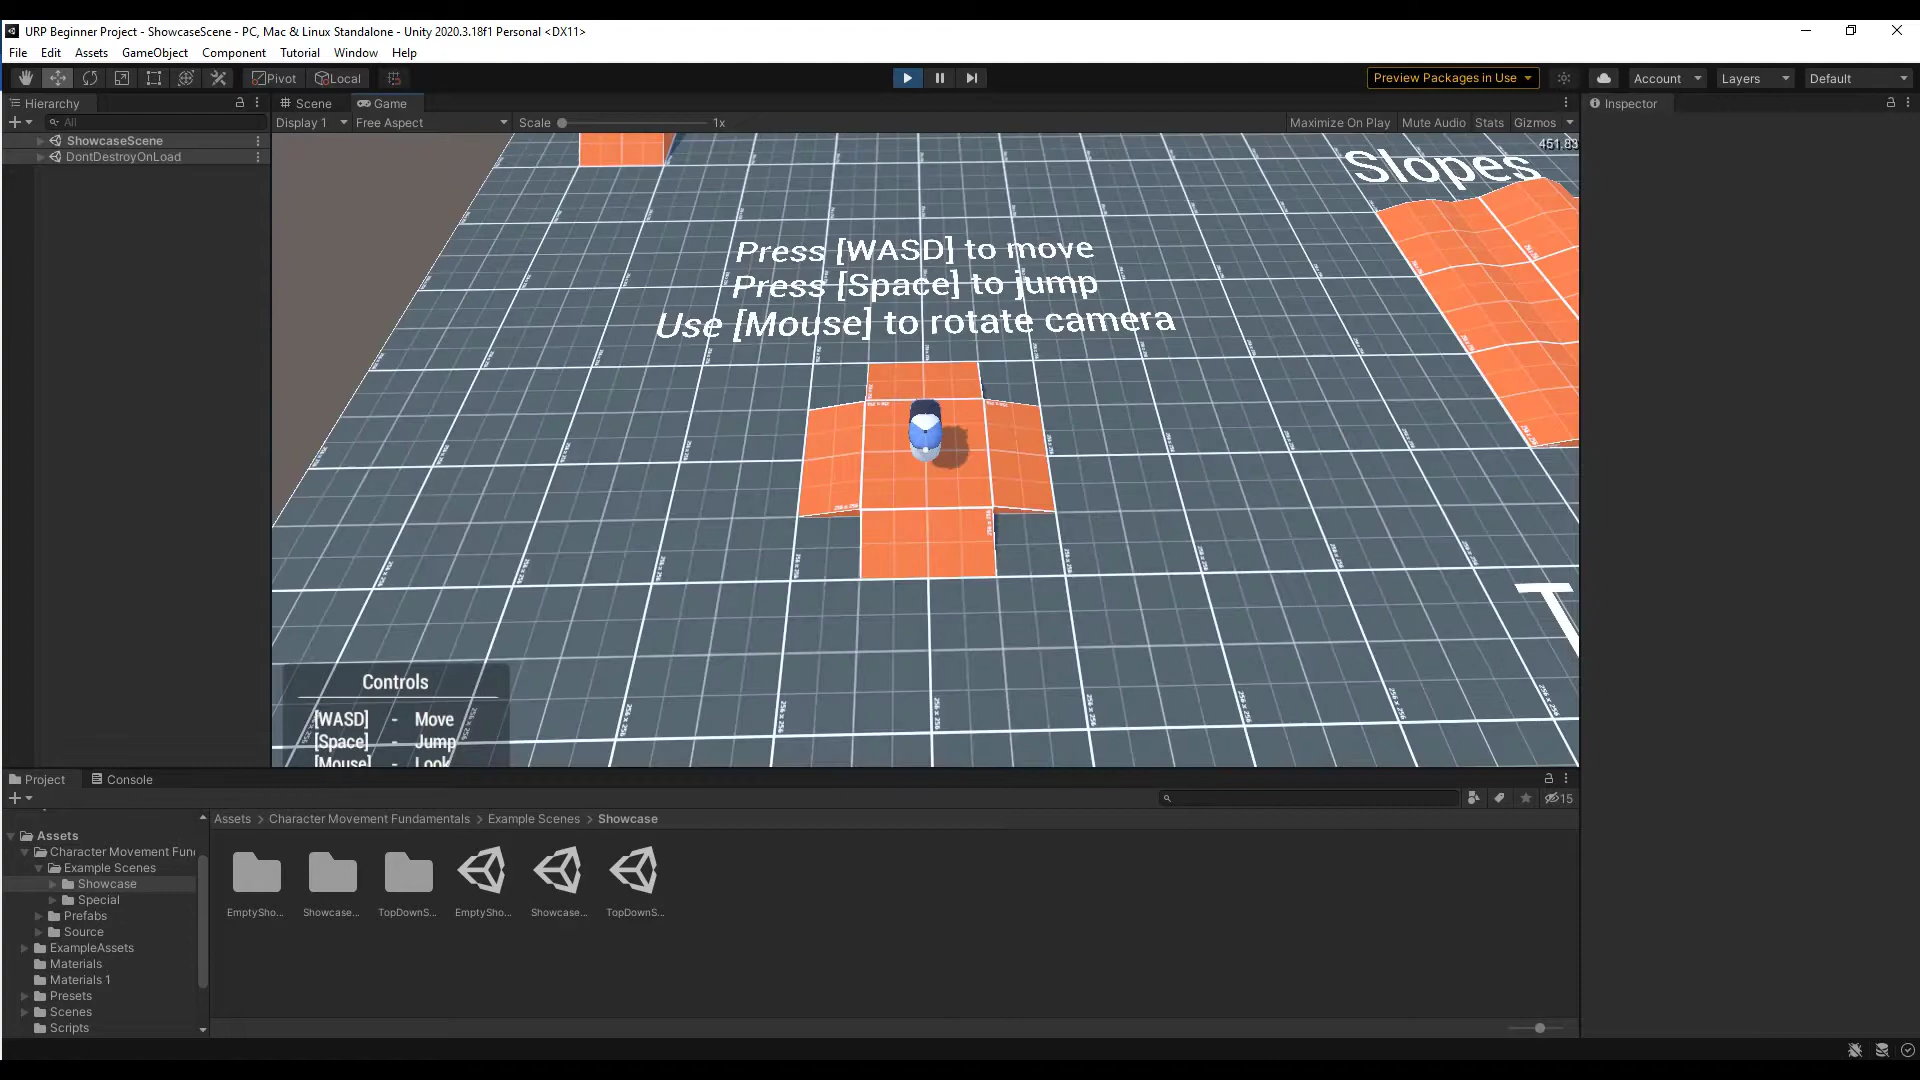 URP Beginner Project - ShowcaseScene - PC, Mac & Linux Standalone - Unity 2020.3.18f1 Personal <DX11>
File Edit Assets GameObject Component Tutorial Window Help
Pivot Local Preview Packages in Use Account Layers Default
Hierarchy Scene Game Inspector
All Display 1 Free Aspect Scale 1x Maximize On Play Mute Audio Stats Gizmos
ShowcaseScene
DontDestroyOnLoad
451.83
Slopes
Press [WASD] to move
Press [Space] to jump
Use [Mouse] to rotate camera
T
Controls
[WASD] - Move
[Space] - Jump
[Mouse] - Look
Project Console
15
Assets > Character Movement Fundamentals > Example Scenes > Showcase
Assets
Character Movement Fun
Example Scenes
Showcase
Special
Prefabs
Source
ExampleAssets
Materials
Materials 1
Presets
Scenes
Scripts
EmptySho... Showcase... TopDownS... EmptySho... Showcase... TopDownS...